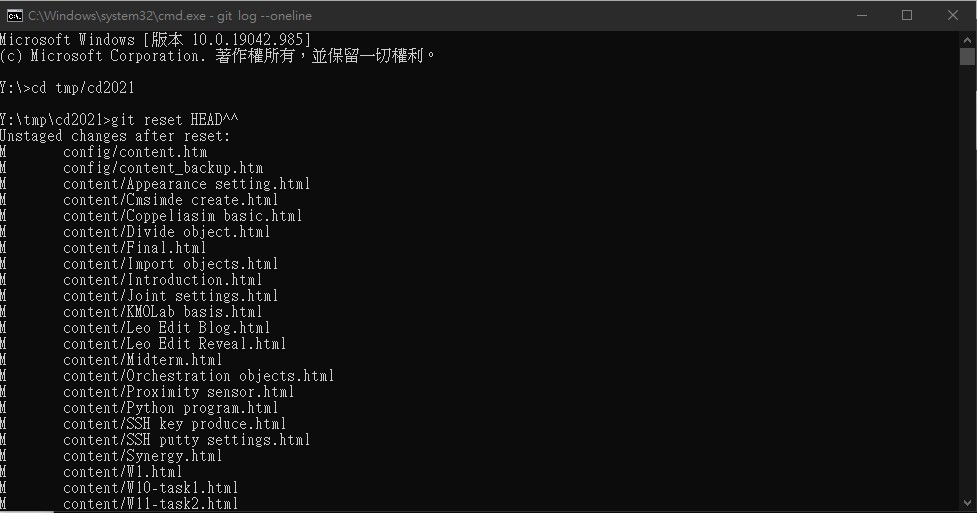 C:\Windows\system32\cmd.exe - git log --oneline
Microsoft Windows [版本 10.0.19042.985]
(c) Microsoft Corporation. 著作權所有，並保留一切權利。
Y:\>cd tmp/cd2021
Y:\tmp\cd2021>git reset HEAD^^
Unstaged changes after reset:
M       config/content.htm
M       config/content_backup.htm
M       content/Appearance setting.html
M       content/Cmsimde create.html
M       content/Coppeliasim basic.html
M       content/Divide object.html
M       content/Final.html
M       content/Import objects.html
M       content/Introduction.html
M       content/Joint settings.html
M       content/KMOLab basis.html
M       content/Leo Edit Blog.html
M       content/Leo Edit Reveal.html
M       content/Midterm.html
M       content/Orchestration objects.html
M       content/Proximity sensor.html
M       content/Python program.html
M       content/SSH key produce.html
M       content/SSH putty settings.html
M       content/Synergy.html
M       content/W1.html
M       content/W10-task1.html
M       content/W11-task2.html